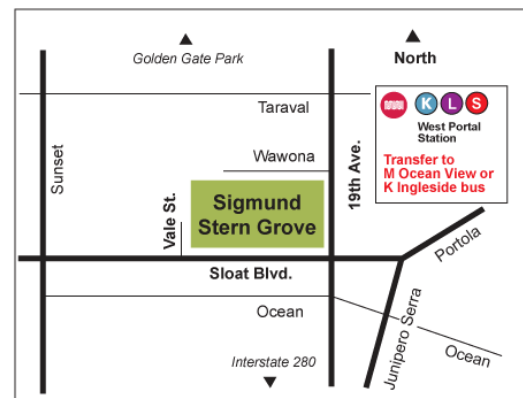 Golden Gate Park
North
Taraval
K L S
West Portal
Station
Transfer to
M Ocean View or
K Ingleside bus
Wawona
Sunset
Vale St.
Sigmund
Stern Grove
19th Ave.
Portola
Sloat Blvd.
Ocean
Junipero Serra
Ocean
Interstate 280